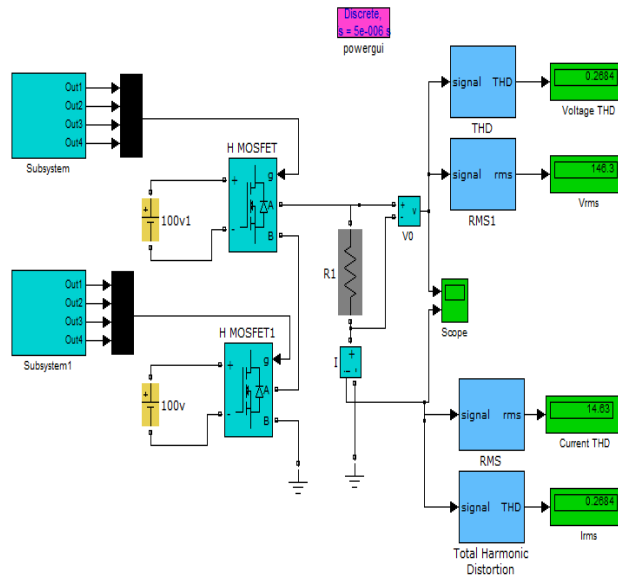 Discrete,
s = 5e-006 s
powergui
Out1
Out2
Out3
Out4
Subsystem
H MOSFET
g
A
B
+
-
+
100v1
signal THD
THD
0.2684
Voltage THD
signal rms
RMS1
146.3
Vrms
+
-
v
V0
R1
Scope
Out1
Out2
Out3
Out4
Subsystem1
H MOSFET1
g
A
B
+
-
+
100v
I
+
-
i
signal rms
RMS
14.63
Current THD
signal THD
Total Harmonic
Distortion
0.2684
Irms